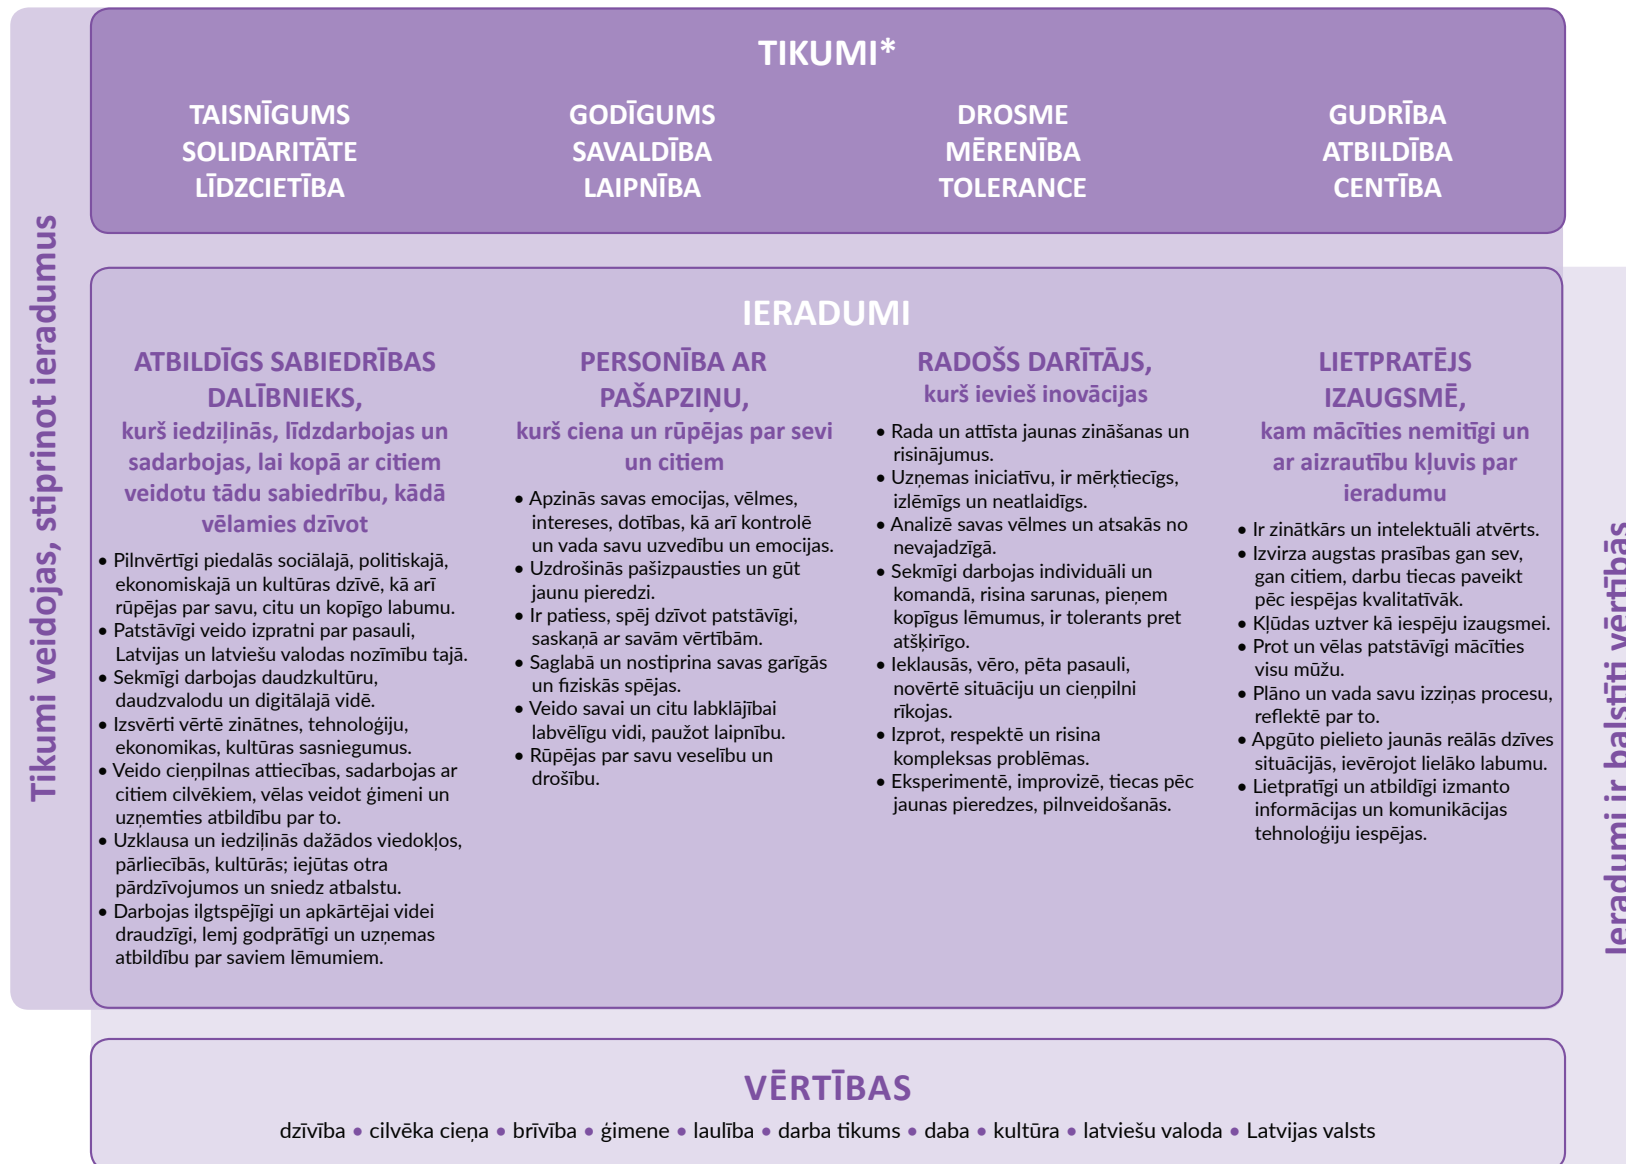 TIKUMI*
TAISNĪGUMS
SOLIDARITĀTE
LĪDZCIETĪBA
GODĪGUMS
SAVALDĪBA
LAIPNĪBA
DROSME
MĒRENĪBA
TOLERANCE
GUDRĪBA
ATBILDĪBA
CENTĪBA
Tikumi veidojas, stiprinot ieradumus
IERADUMI
ATBILDĪGS SABIEDRĪBAS
DALĪBNIEKS,
kurš iedziļinās, līdzdarbojas un
sadarbojas, lai kopā ar citiem
veidotu tādu sabiedrību, kādā
vēlamies dzīvot
• Pilnvērtīgi piedalās sociālajā, politiskajā,
ekonomiskajā un kultūras dzīvē, kā arī
rūpējas par savu, citu un kopīgo labumu.
• Patstāvīgi veido izpratni par pasauli,
Latvijas un latviešu valodas nozīmību tajā.
• Sekmīgi darbojas daudzkultūru,
daudzvalodu un digitālajā vidē.
• Izsvērti vērtē zinātnes, tehnoloģiju,
ekonomikas, kultūras sasniegumus.
• Veido cieņpilnas attiecības, sadarbojas ar
citiem cilvēkiem, vēlas veidot ģimeni un
uzņemties atbildību par to.
• Uzklausa un iedziļinās dažādos viedokļos,
pārliecībās, kultūrās; iejūtas otra
pārdzīvojumos un sniedz atbalstu.
• Darbojas ilgtspējīgi un apkārtējai videi
draudzīgi, lemj godprātīgi un uzņemas
atbildību par saviem lēmumiem.
PERSONĪBA AR
PAŠAPZIŅU,
kurš ciena un rūpējas par sevi
un citiem
• Apzinās savas emocijas, vēlmes,
intereses, dotības, kā arī kontrolē
un vada savu uzvedību un emocijas.
• Uzdrošinās pašizpausties un gūt
jaunu pieredzi.
• Ir patiess, spēj dzīvot patstāvīgi,
saskaņā ar savām vērtībām.
• Saglabā un nostiprina savas garīgās
un fiziskās spējas.
• Veido savai un citu labklājībai
labvēlīgu vidi, paužot laipnību.
• Rūpējas par savu veselību un
drošību.
RADOŠS DARĪTĀJS,
kurš ievieš inovācijas
• Rada un attīsta jaunas zināšanas un
risinājumus.
• Uzņemas iniciatīvu, ir mērķtiecīgs,
izlēmīgs un neatlaidīgs.
• Analizē savas vēlmes un atsakās no
nevajadzīgā.
• Sekmīgi darbojas individuāli un
komandā, risina sarunas, pieņem
kopīgus lēmumus, ir tolerants pret
atšķirīgo.
• Ieklausās, vēro, pēta pasauli,
novērtē situāciju un cieņpilni
rīkojas.
• Izprot, respektē un risina
kompleksas problēmas.
• Eksperimentē, improvizē, tiecas pēc
jaunas pieredzes, pilnveidošanās.
LIETPRATĒJS
IZAUGSMĒ,
kam mācīties nemitīgi un
ar aizrautību kļuvis par
ieradumu
• Ir zinātkārs un intelektuāli atvērts.
• Izvirza augstas prasības gan sev,
gan citiem, darbu tiecas paveikt
pēc iespējas kvalitatīvāk.
• Kļūdas uztver kā iespēju izaugsmei.
• Prot un vēlas patstāvīgi mācīties
visu mūžu.
• Plāno un vada savu izziņas procesu,
reflektē par to.
• Apgūto pielieto jaunās reālās dzīves
situācijās, ievērojot lielāko labumu.
• Lietpratīgi un atbildīgi izmanto
informācijas un komunikācijas
tehnoloģiju iespējas.
Ieradumi ir balstīti vērtībās
VĒRTĪBAS
dzīvība • cilvēka cieņa • brīvība • ģimene • laulība • darba tikums • daba • kultūra • latviešu valoda • Latvijas valsts